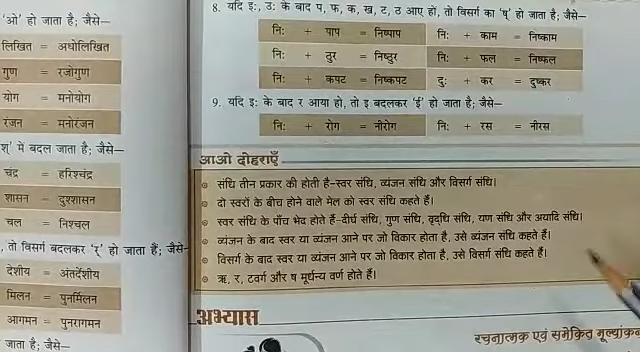 'ओ' हो जाता है; जैसे—
लिखित = अधोलिखित
गुण = रजोगुण
योग = मनोयोग
रंजन = मनोरंजन
श्' में बदल जाता है; जैसे—
चंद्र = हरिश्चंद्र
शासन = दुश्शासन
चल = निश्चल
, तो विसर्ग बदलकर 'र्' हो जाता है; जैसे—
देशीय = अंतर्देशीय
मिलन = पुनर्मिलन
आगमन = पुनरागमन
जाता है; जैसे—
8. यदि इः, उः के बाद प, फ, क, ख, ट, ठ आए हों, तो विसर्ग का 'ष्' हो जाता है; जैसे—
निः + पाप = निष्पाप निः + काम = निष्काम
निः + ठुर = निष्ठुर निः + फल = निष्फल
निः + कपट = निष्कपट दुः + कर = दुष्कर
9. यदि इः के बाद र आया हो, तो इ बदलकर 'ई' हो जाता है; जैसे—
निः + रोग = नीरोग निः + रस = नीरस
आओ दोहराएँ
संधि तीन प्रकार की होती है-स्वर संधि, व्यंजन संधि और विसर्ग संधि।
दो स्वरों के बीच होने वाले मेल को स्वर संधि कहते हैं।
स्वर संधि के पाँच भेद होते हैं-दीर्घ संधि, गुण संधि, वृद्धि संधि, यण संधि और अयादि संधि।
व्यंजन के बाद स्वर या व्यंजन आने पर जो विकार होता है, उसे व्यंजन संधि कहते हैं।
विसर्ग के बाद स्वर या व्यंजन आने पर जो विकार होता है, उसे विसर्ग संधि कहते हैं।
ऋ, र, टवर्ग और ष मूर्धन्य वर्ण होते हैं।
अभ्यास
रचनात्मक एवं समेकित मूल्यांकन